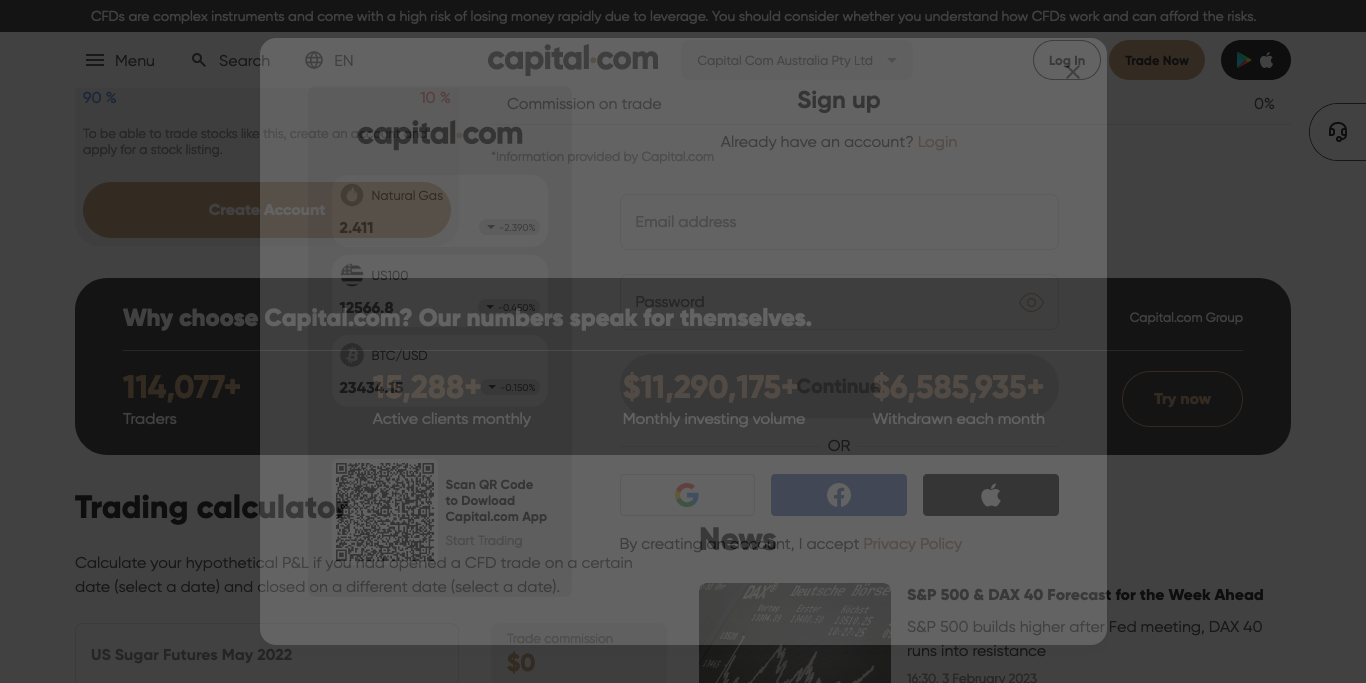 CFDs are complex instruments and come with a high risk of losing money rapidly due to leverage. You should consider whether you understand how CFDs work and can afford the risks.
Menu
Search
EN
capital.com
Capital Com Australia Pty Ltd
Log In
Trade Now
90 %
10 %
To be able to trade stocks like this, create an account and
apply for a stock listing.
Create Account
Commission on trade
0%
*Information provided by Capital.com
capital.com
Natural Gas
2.411
-2.390%
US100
12566.8
-0.450%
BTC/USD
23434.15
-0.150%
Scan QR Code
to Dowload
Capital.com App
Start Trading
Sign up
Already have an account? Login
Email address
Password
Continue
OR
By creating an account, I accept Privacy Policy
Why choose Capital.com? Our numbers speak for themselves.
Capital.com Group
114,077+
Traders
15,288+
Active clients monthly
$11,290,175+
Monthly investing volume
$6,585,935+
Withdrawn each month
Try now
Trading calculator
Calculate your hypothetical P&L if you had opened a CFD trade on a certain
date (select a date) and closed on a different date (select a date).
US Sugar Futures May 2022
Trade commission
$0
News
DAX
Deutsche Börse
S&P 500 & DAX 40 Forecast for the Week Ahead
S&P 500 builds higher after Fed meeting, DAX 40
runs into resistance
16:30, 3 February 2023